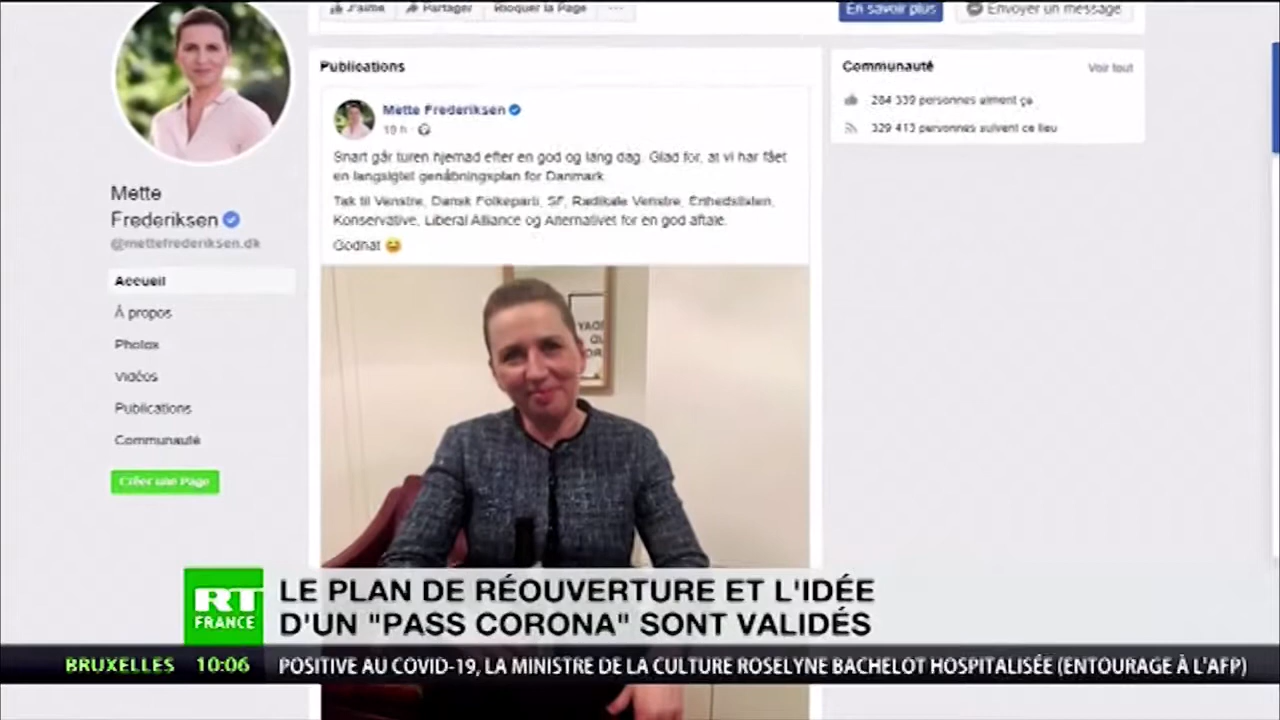 J'aime
Partager
Bloquer la Page
...
En savoir plus
Envoyer un message
Publications
Mette Frederiksen
19 h ·
Snart går turen hjemad efter en god og lang dag. Glad for, at vi har fået
en langsigtet genåbningsplan for Danmark.
Tak til Venstre, Dansk Folkeparti, SF, Radikale Venstre, Enhedslisten,
Konservative, Liberal Alliance og Alternativet for en god aftale.
Godnat 😄
Communauté
Voir tout
284 339 personnes aiment ça
329 413 personnes suivent ce lieu
Mette
Frederiksen
@mettefrederiksen.dk
Accueil
À propos
Photos
Vidéos
Publications
Communauté
Créer une Page
RT
FRANCE
LE PLAN DE RÉOUVERTURE ET L'IDÉE
D'UN "PASS CORONA" SONT VALIDÉS
BRUXELLES 10:06
POSITIVE AU COVID-19, LA MINISTRE DE LA CULTURE ROSELYNE BACHELOT HOSPITALISÉE (ENTOURAGE À L'AFP)